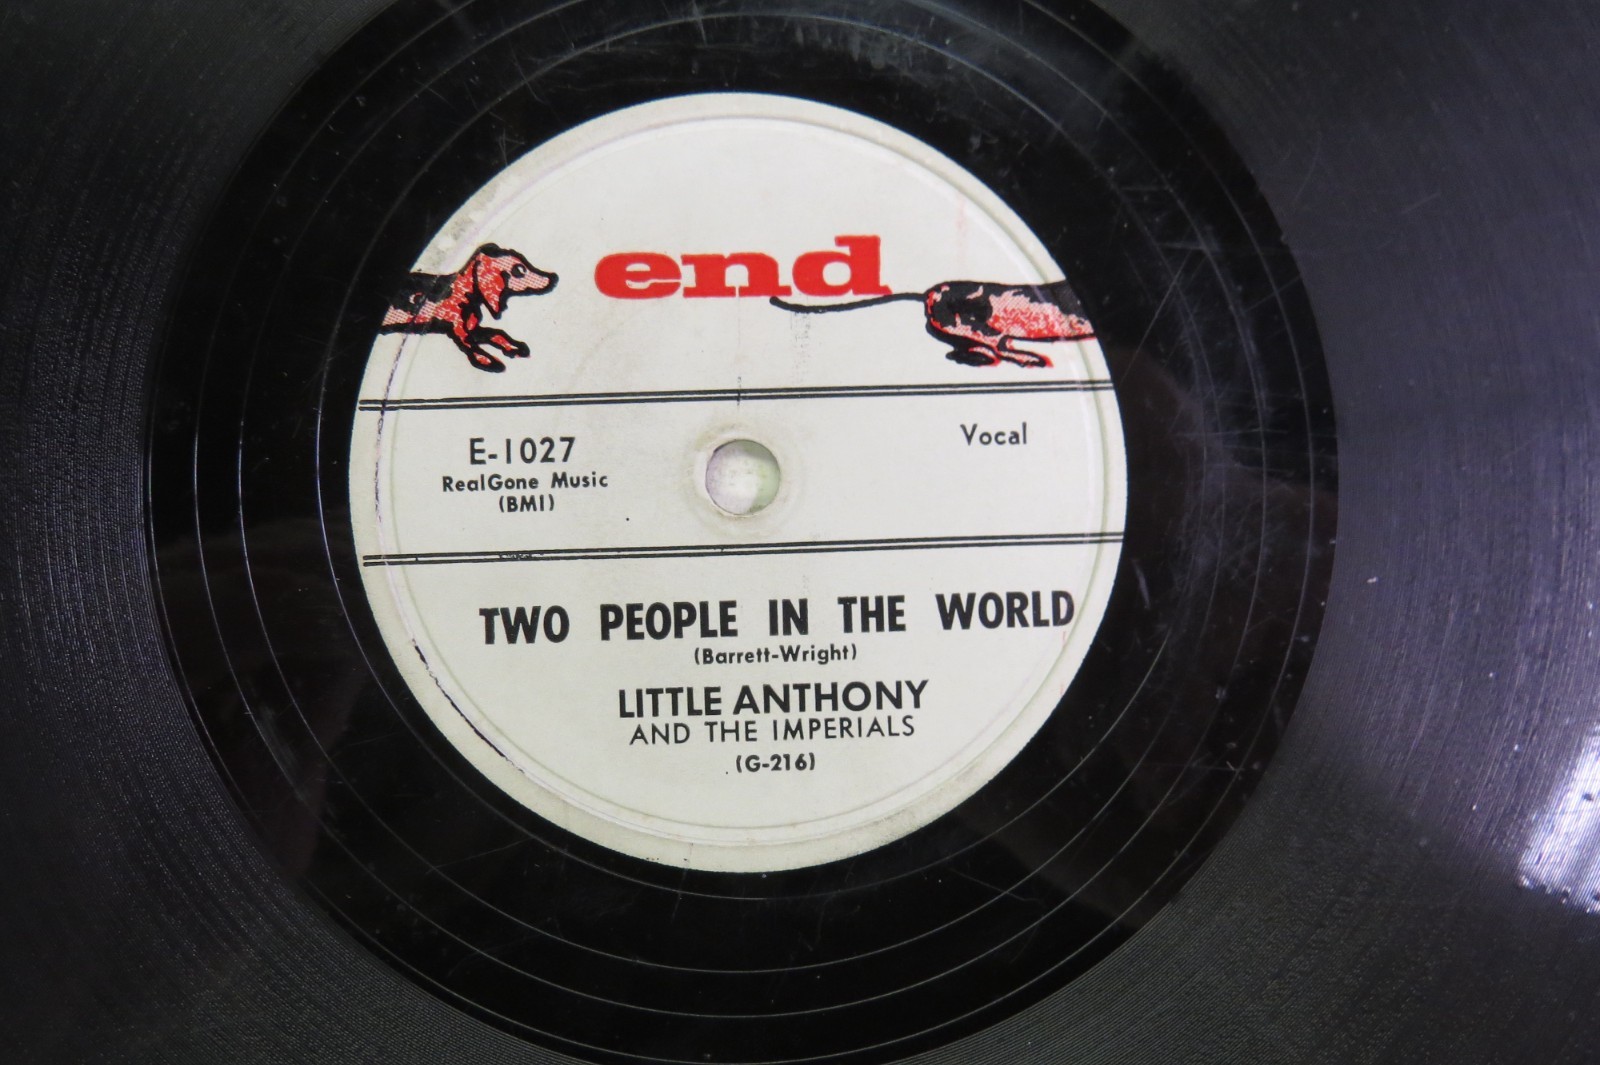 end
E-1027
Vocal
RealGone Music
(BMI)
TWO PEOPLE IN THE WORLD
(Barrett-Wright)
LITTLE ANTHONY
AND THE IMPERIALS
(G-216)